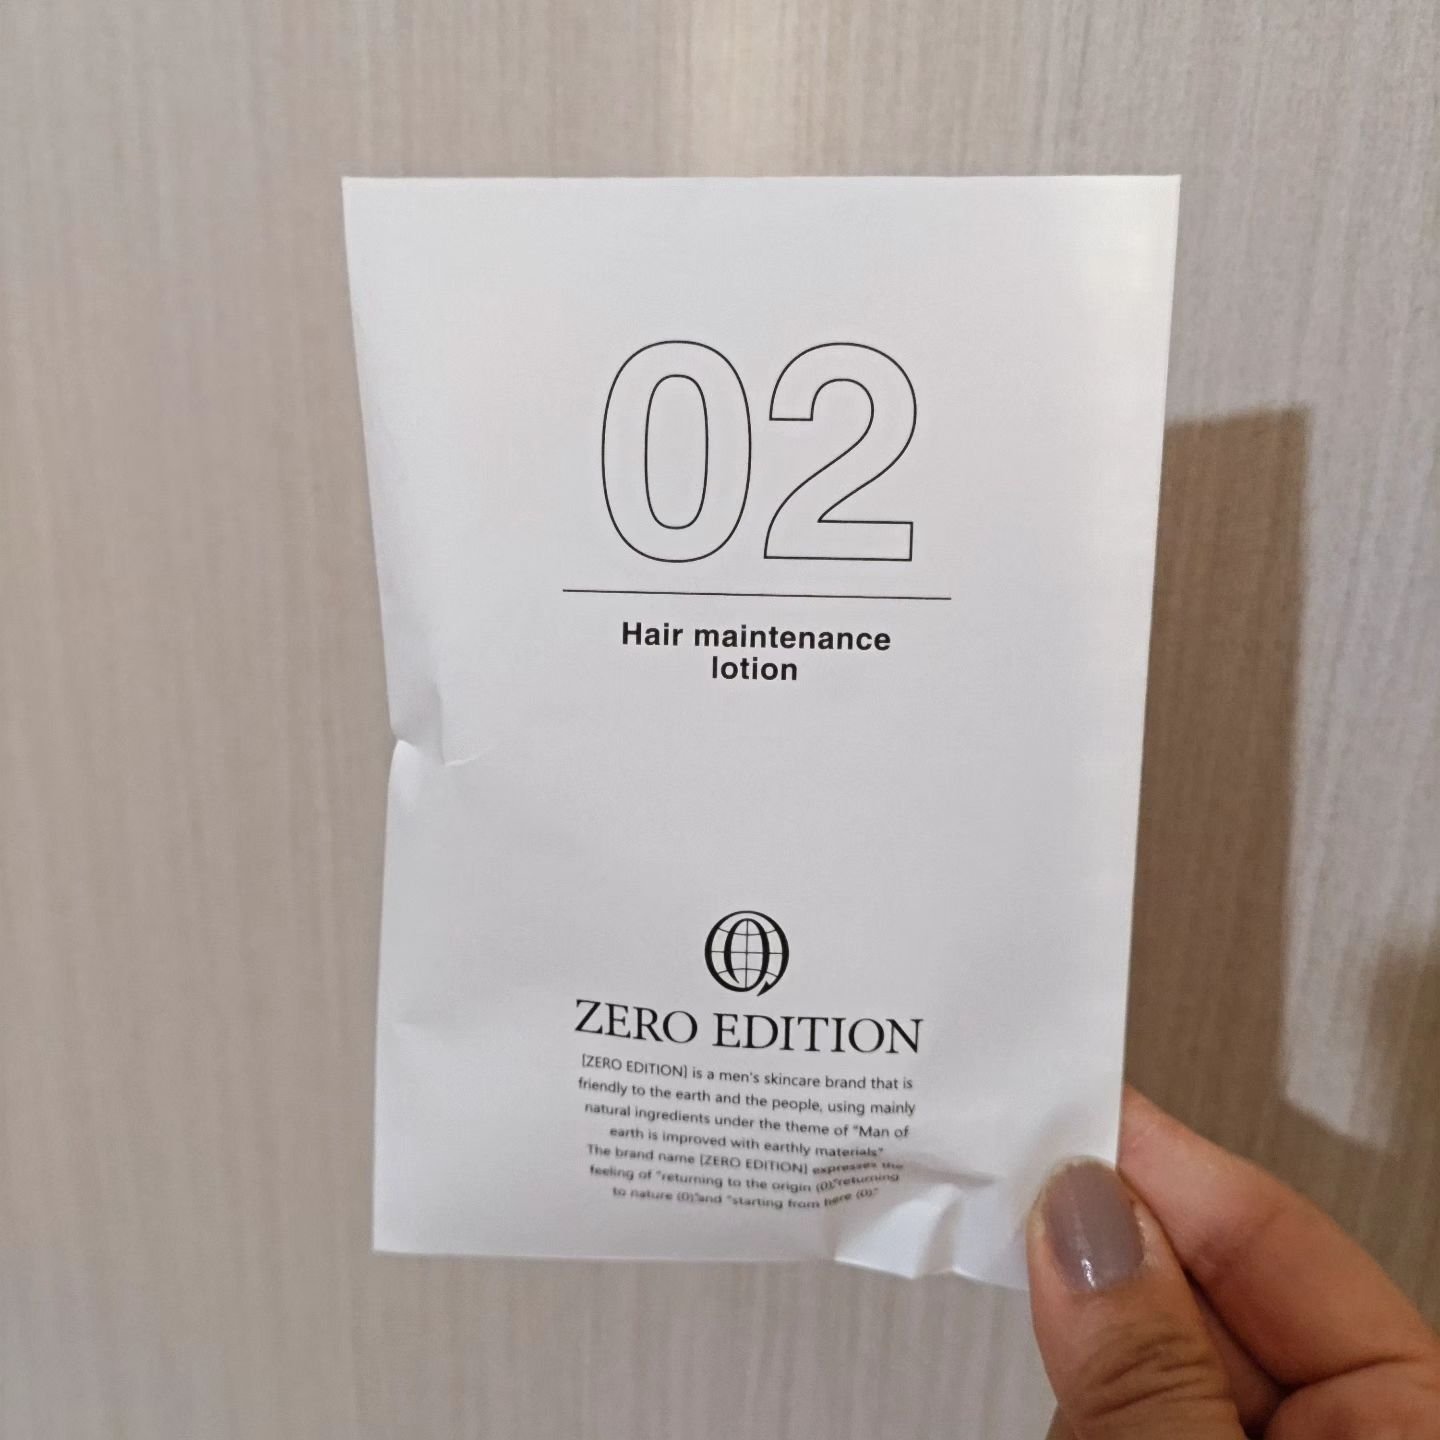 02
Hair maintenance
lotion
ZERO EDITION
[ZERO EDITION] is a men's skincare brand that is
friendly to the earth and the people, using mainly
natural ingredients under the theme of "Man of
earth is improved with earthly materials"
The brand name [ZERO EDITION] expresses the
feeling of "returning to the origin (0)""returning
to nature (0)"and "starting from here (0)."